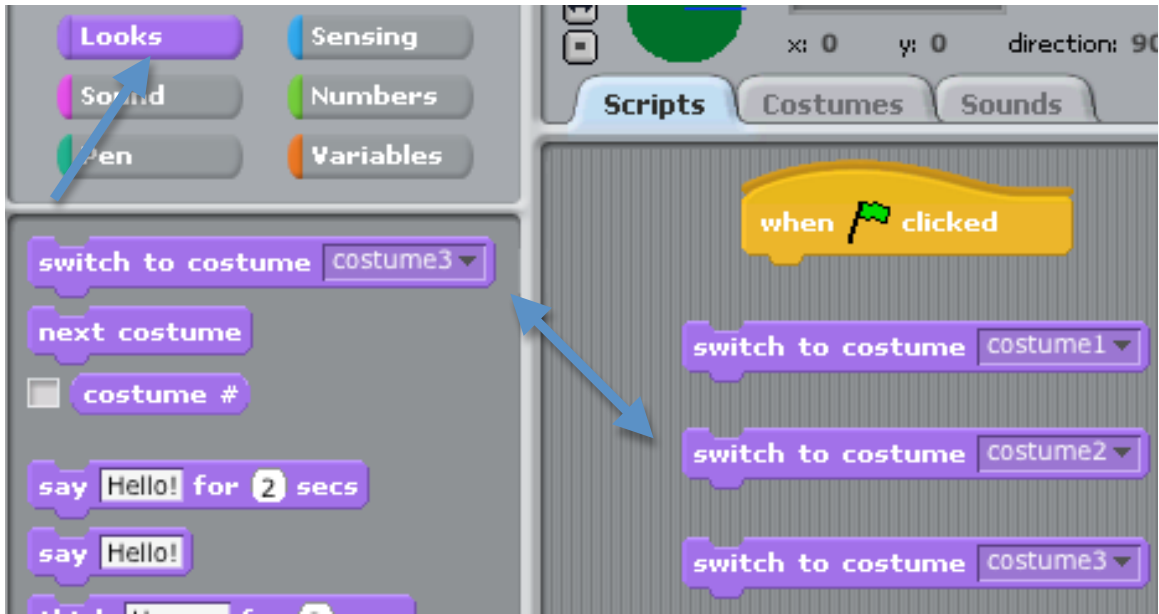 Looks
Sensing
Sound
Numbers
Pen
Variables
switch to costume costume3
next costume
costume #
say Hello! for 2 secs
say Hello!
x: 0 y: 0 direction: 90
Scripts Costumes Sounds
when clicked
switch to costume costume1
switch to costume costume2
switch to costume costume3